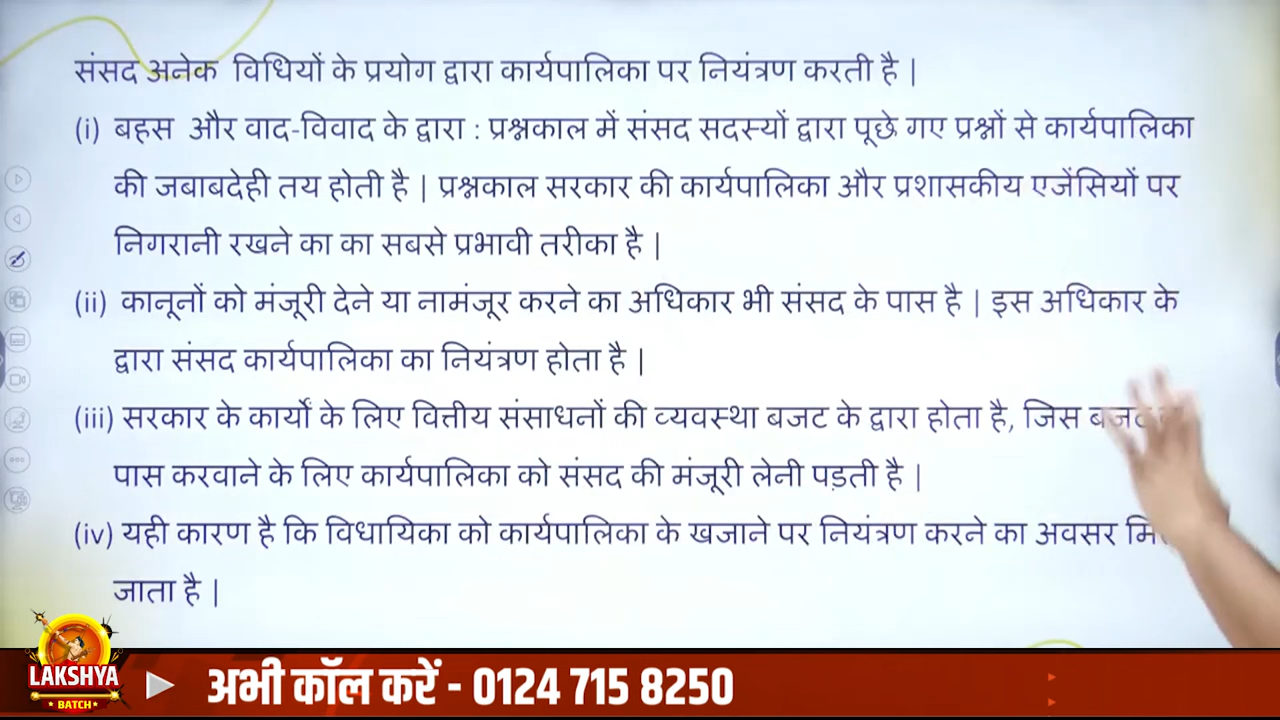 संसद अनेक विधियों के प्रयोग द्वारा कार्यपालिका पर नियंत्रण करती है |
(i) बहस और वाद-विवाद के द्वारा : प्रश्नकाल में संसद सदस्यों द्वारा पूछे गए प्रश्नों से कार्यपालिका
की जबाबदेही तय होती है | प्रश्नकाल सरकार की कार्यपालिका और प्रशासकीय एजेंसियों पर
निगरानी रखने का का सबसे प्रभावी तरीका है |
(ii) कानूनों को मंजूरी देने या नामंजूर करने का अधिकार भी संसद के पास है | इस अधिकार के
द्वारा संसद कार्यपालिका का नियंत्रण होता है |
(iii) सरकार के कार्यों के लिए वित्तीय संसाधनों की व्यवस्था बजट के द्वारा होता है, जिस बजट
पास करवाने के लिए कार्यपालिका को संसद की मंजूरी लेनी पड़ती है |
(iv) यही कारण है कि विधायिका को कार्यपालिका के खजाने पर नियंत्रण करने का अवसर
जाता है |
LAKSHYA
BATCH
अभी कॉल करें - 0124 715 8250